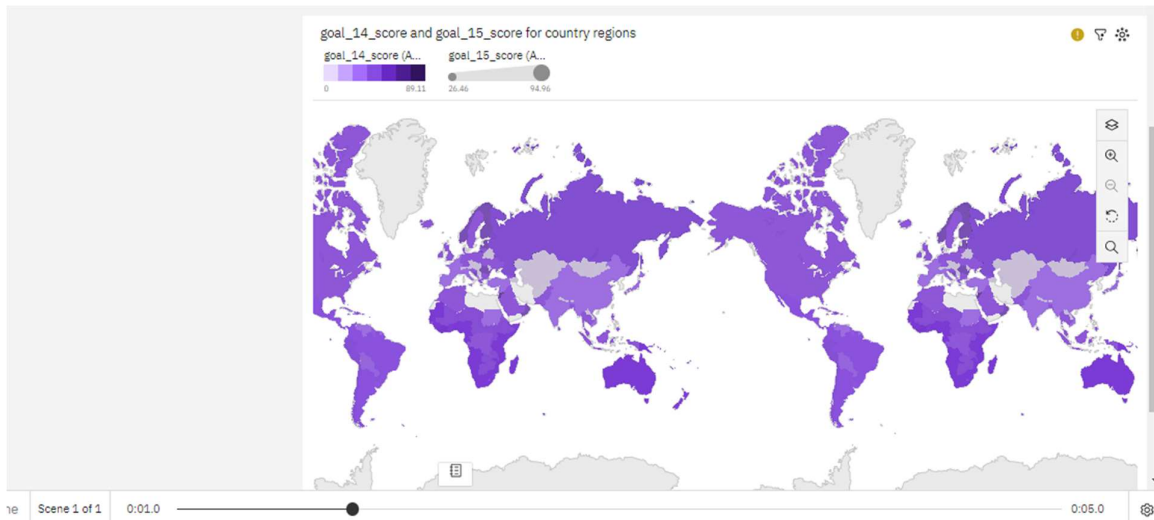 goal_14_score and goal_15_score for country regions
goal_14_score (A... goal_15_score (A...
0 89.11 26.46 94.96
ne Scene 1 of 1 0:01.0 0:05.0